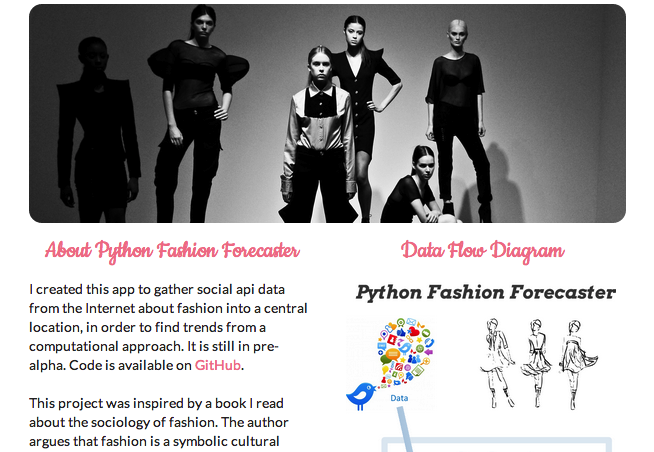 About Python Fashion Forecaster
I created this app to gather social api data
from the Internet about fashion into a central
location, in order to find trends from a
computational approach. It is still in pre-
alpha. Code is available on GitHub.
This project was inspired by a book I read
about the sociology of fashion. The author
argues that fashion is a symbolic cultural
Data Flow Diagram
Python Fashion Forecaster
Data